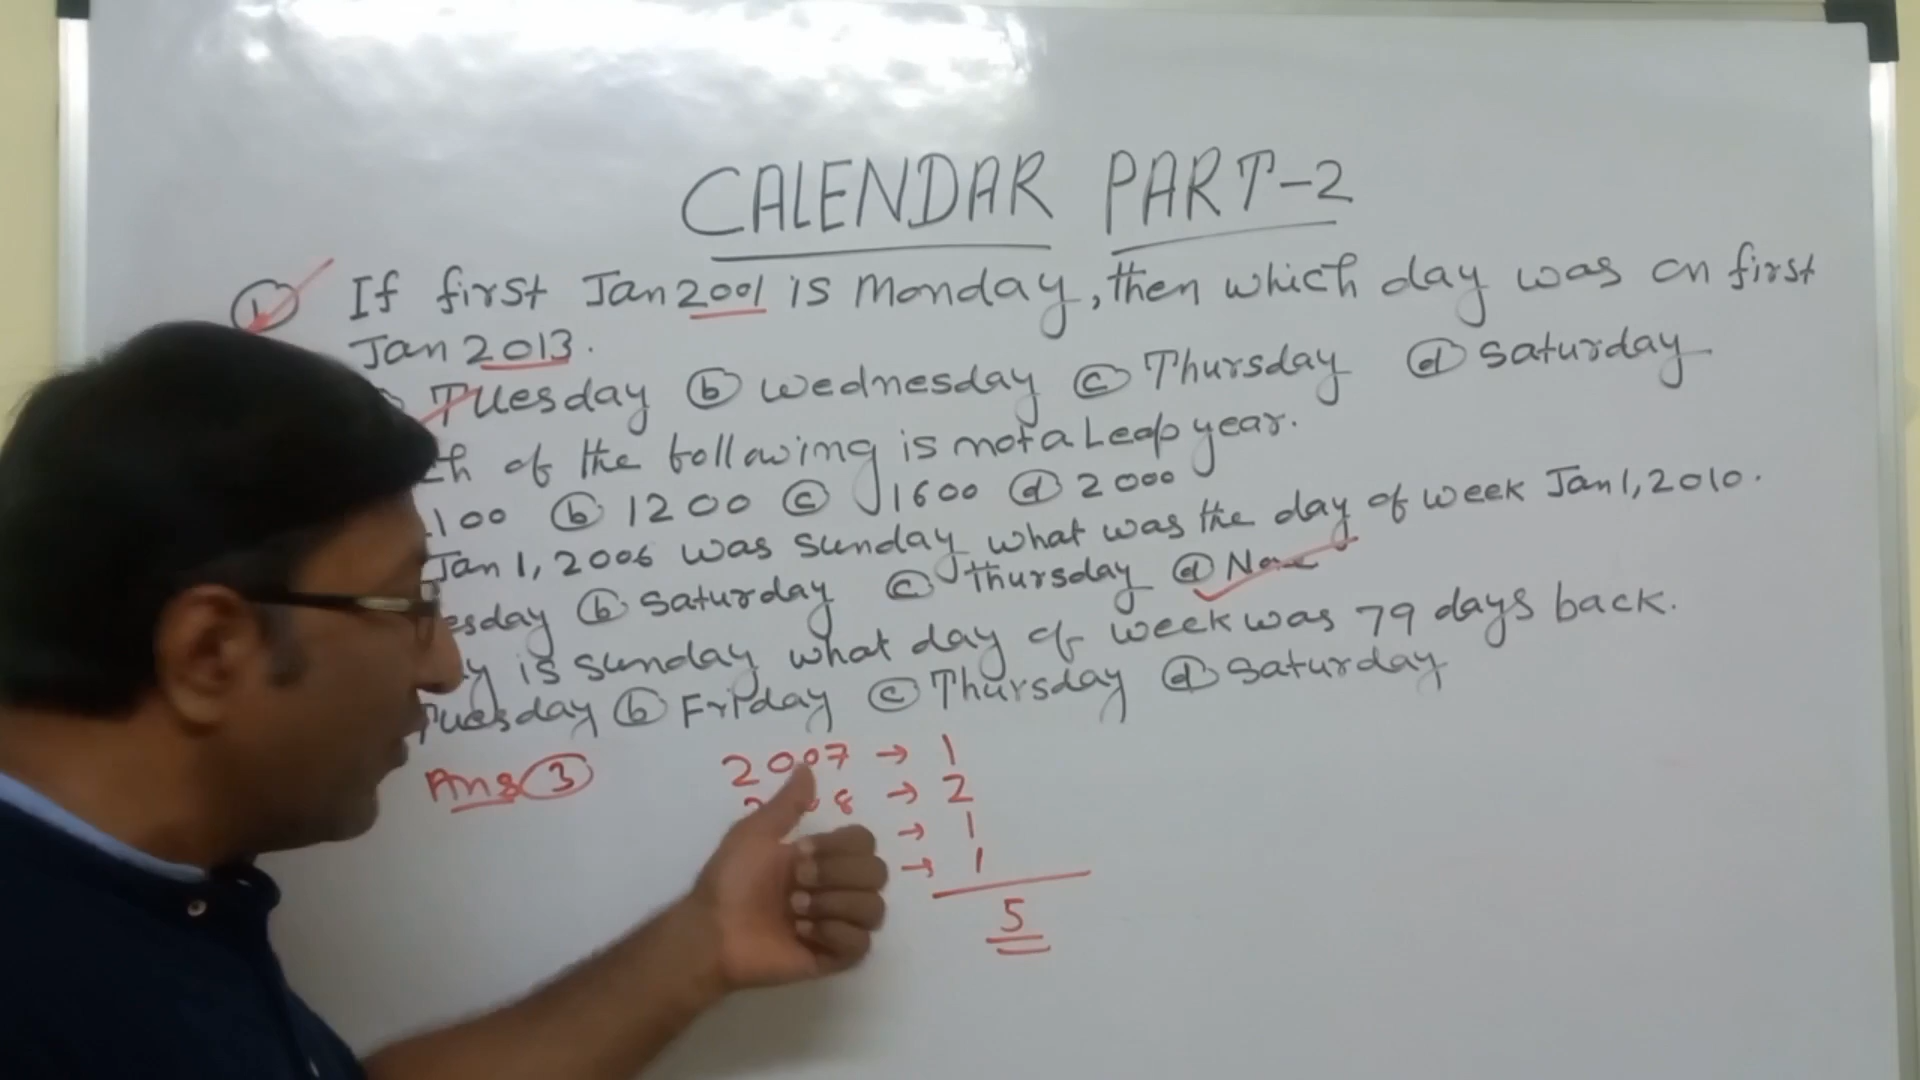 CALENDAR PART-2
① If first Jan 2001 is Monday, then which day was on first
Jan 2013.
Tuesday ⓑ Wednesday ⓒ Thursday ⓓ Saturday
of the following is not a Leap year.
100 ⓑ 1200 ⓒ 1600 ⓓ 2000
Jan 1, 2006 was Sunday what was the day of week Jan 1, 2010.
esday ⓑ Saturday ⓒ Thursday ⓓ None
is Sunday what day of week was 79 days back.
Tuesday ⓑ Friday ⓒ Thursday ⓓ Saturday
Ans ③ 2007 → 1
8 → 2
→ 1
→ 1
5